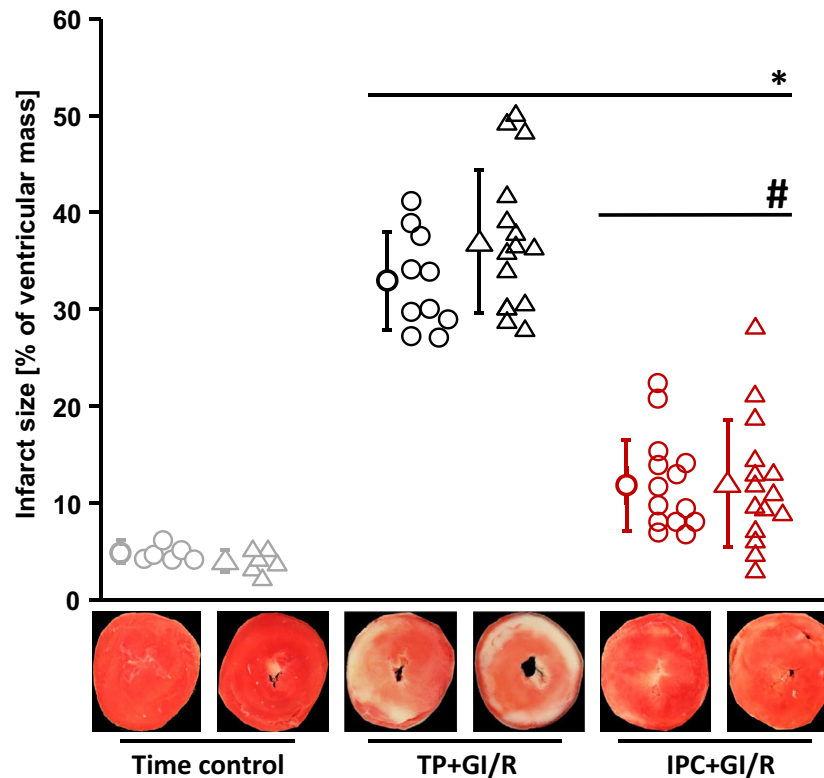 Infarct size [% of ventricular mass]
60
50
40
30
20
10
0
*
#
Time control
TP+GI/R
IPC+GI/R